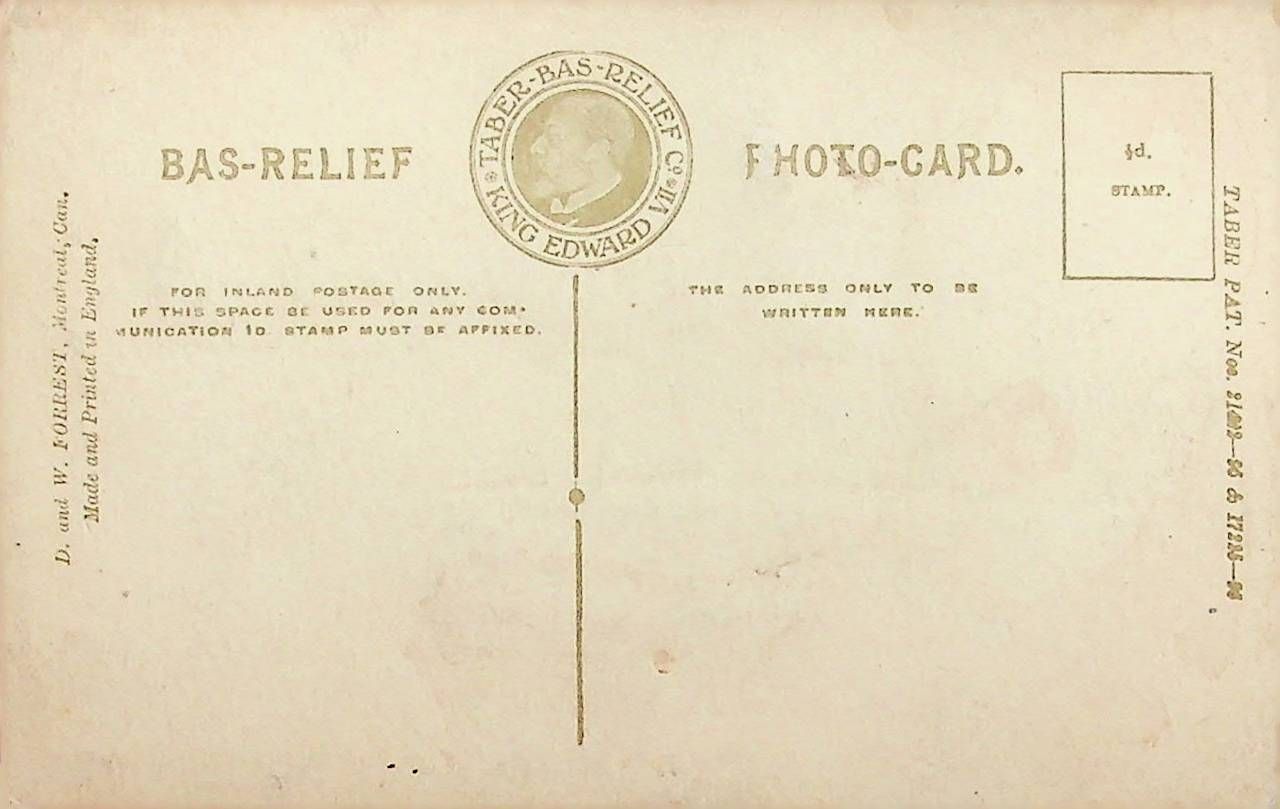 TABER-BAS-RELIEF Cº
KING EDWARD VII
BAS-RELIEF PHOTO-CARD.
½d.
STAMP.
FOR INLAND POSTAGE ONLY.
IF THIS SPACE BE USED FOR ANY COM-
MUNICATION 1D. STAMP MUST BE AFFIXED.
THE ADDRESS ONLY TO BE
WRITTEN HERE.
D. and W. FORREST, Montreal, Can.
Made and Printed in England.
TABER PAT. Nos.